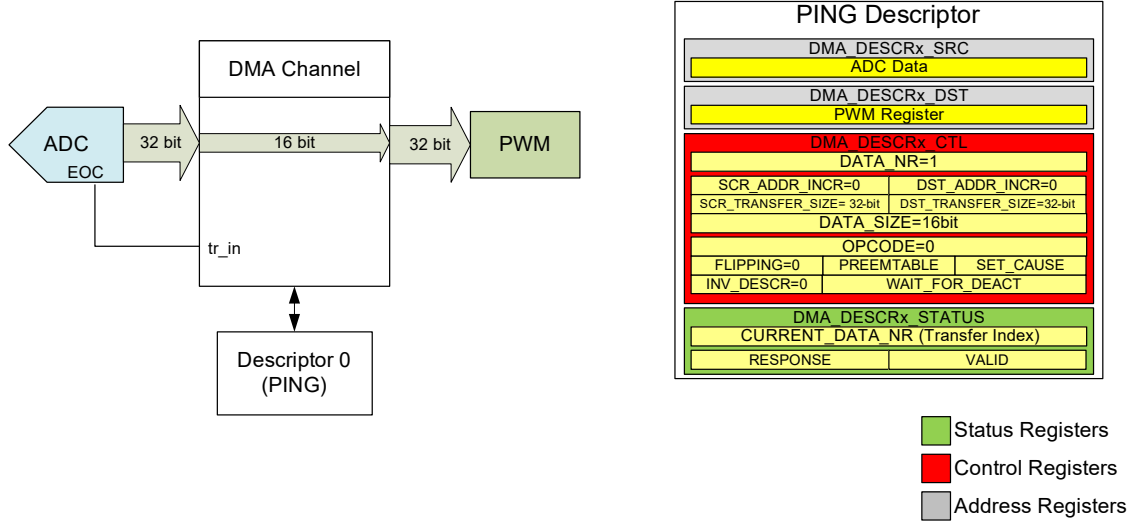 DMA Channel
ADC
EOC
32 bit
16 bit
32 bit
PWM
tr_in
Descriptor 0
(PING)
PING Descriptor
DMA_DESCRx_SRC
ADC Data
DMA_DESCRx_DST
PWM Register
DMA_DESCRx_CTL
DATA_NR=1
SCR_ADDR_INCR=0 DST_ADDR_INCR=0
SCR_TRANSFER_SIZE= 32-bit DST_TRANSFER_SIZE=32-bit
DATA_SIZE=16bit
OPCODE=0
FLIPPING=0 PREEMTABLE SET_CAUSE
INV_DESCR=0 WAIT_FOR_DEACT
DMA_DESCRx_STATUS
CURRENT_DATA_NR (Transfer Index)
RESPONSE VALID
Status Registers
Control Registers
Address Registers